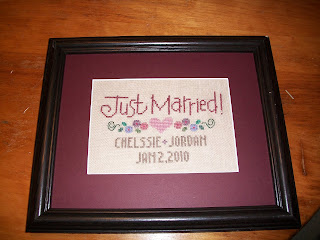 Just Married!
CHELSSIE + JORDAN
JAN 2, 2010